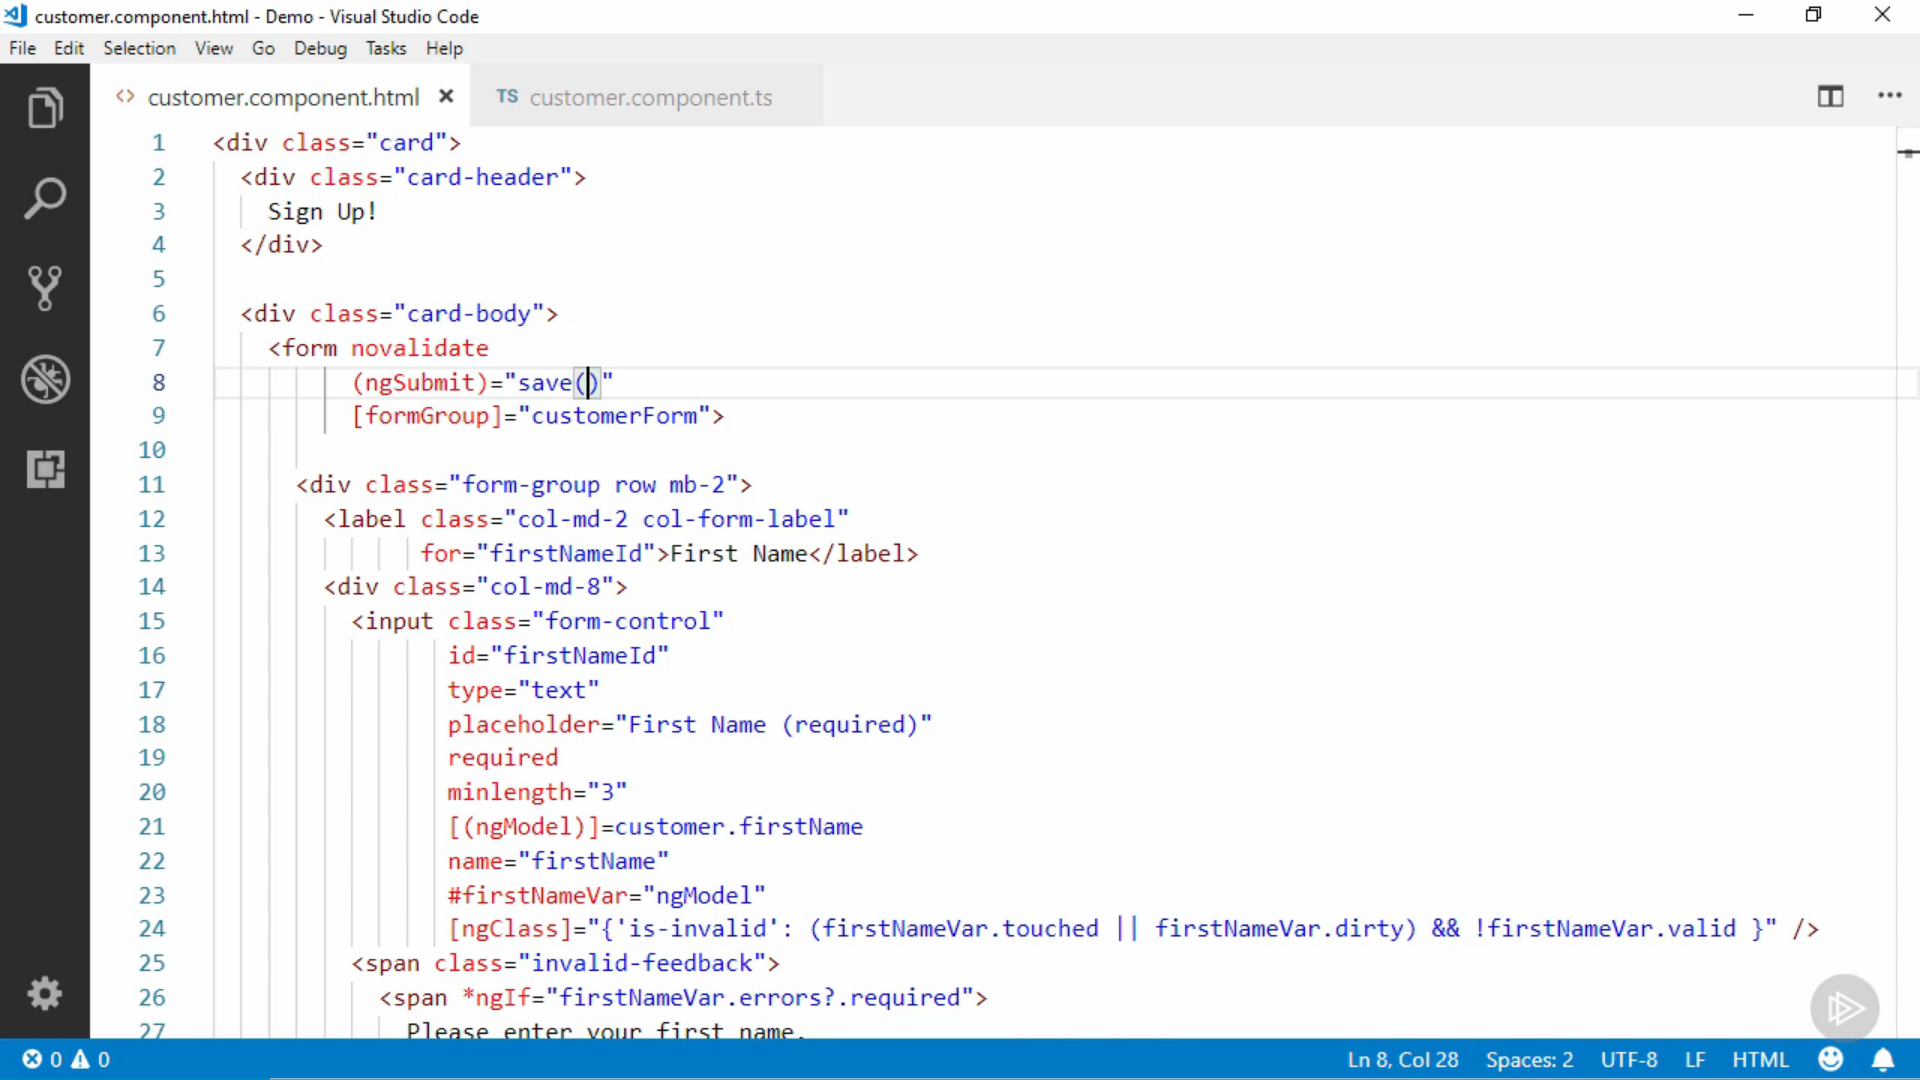 customer.component.html - Demo - Visual Studio Code
File Edit Selection View Go Debug Tasks Help
<> customer.component.html TS customer.component.ts
1 <div class="card">
2 <div class="card-header">
3 Sign Up!
4 </div>
5
6 <div class="card-body">
7 <form novalidate
8 (ngSubmit)="save()"
9 [formGroup]="customerForm">
10
11 <div class="form-group row mb-2">
12 <label class="col-md-2 col-form-label"
13 for="firstNameId">First Name</label>
14 <div class="col-md-8">
15 <input class="form-control"
16 id="firstNameId"
17 type="text"
18 placeholder="First Name (required)"
19 required
20 minlength="3"
21 [(ngModel)]=customer.firstName
22 name="firstName"
23 #firstNameVar="ngModel"
24 [ngClass]="{'is-invalid': (firstNameVar.touched || firstNameVar.dirty) && !firstNameVar.valid }" />
25 <span class="invalid-feedback">
26 <span *ngIf="firstNameVar.errors?.required">
27 Please enter your first name.
0 0 Ln 8, Col 28 Spaces: 2 UTF-8 LF HTML